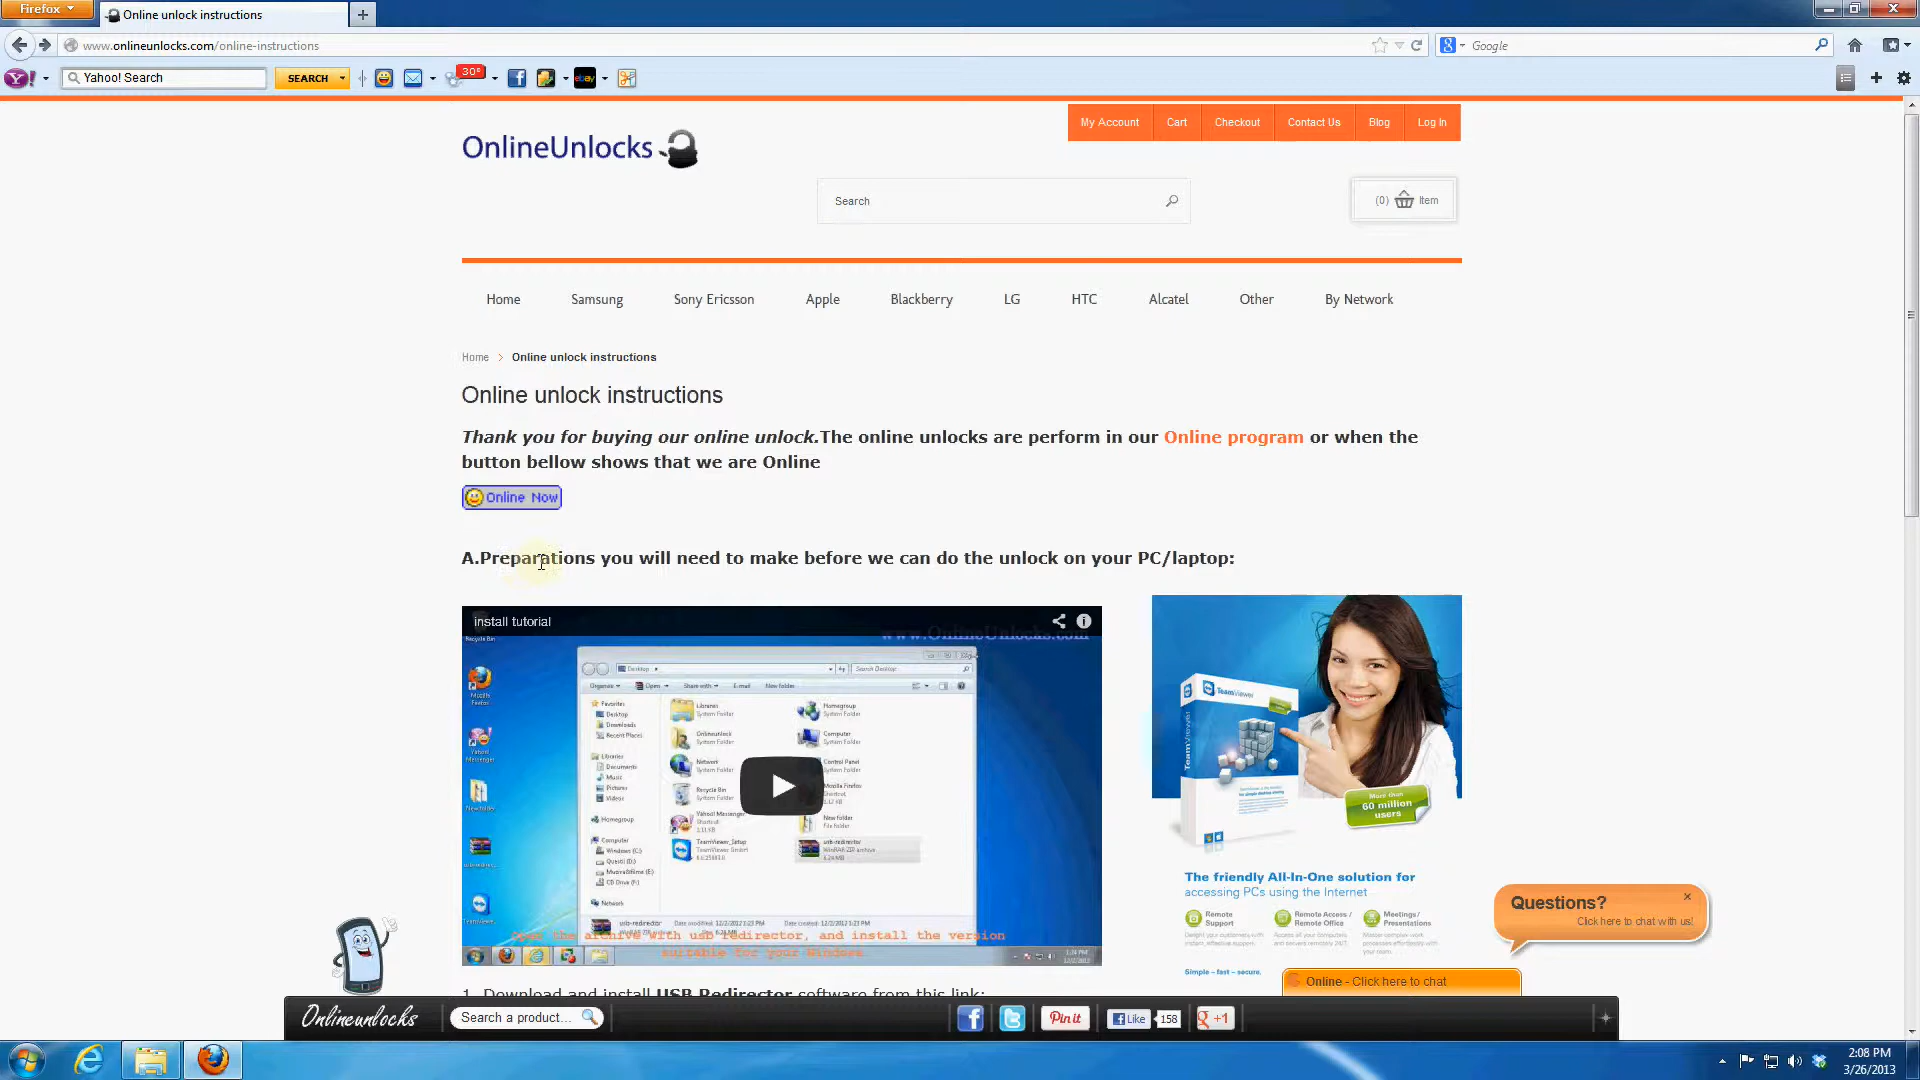 Firefox
Online unlock instructions
www.onlineunlocks.com/online-instructions
Google
Yahoo! Search
SEARCH
30°
ebay
My Account
Cart
Checkout
Contact Us
Blog
Log In
OnlineUnlocks
Search
(0) Item
Home
Samsung
Sony Ericsson
Apple
Blackberry
LG
HTC
Alcatel
Other
By Network
Home > Online unlock instructions
Online unlock instructions
Thank you for buying our online unlock.The online unlocks are perform in our Online program or when the
button bellow shows that we are Online
Online Now
A.Preparations you will need to make before we can do the unlock on your PC/laptop:
install tutorial
www.OnlineUnlocks.com
Open the archive with usb redirector, and install the version
suitable for your Windows.
TeamViewer
More than
60 million
users
The friendly All-In-One solution for
accessing PCs using the Internet
Remote
Support
Remote Access /
Remote Office
Meetings /
Presentations
Simple – fast – secure.
Questions?
Click here to chat with us!
Online - Click here to chat
1. Download and install USB Redirector software from this link:
Onlineunlocks
Search a product...
Pin it
Like
158
+1
2:08 PM
3/26/2013